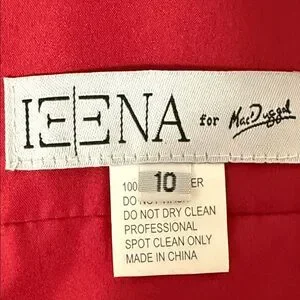 IEENA for Mac Duggal
10
100
ER
DO NOT
DO NOT DRY CLEAN
PROFESSIONAL
SPOT CLEAN ONLY
MADE IN CHINA